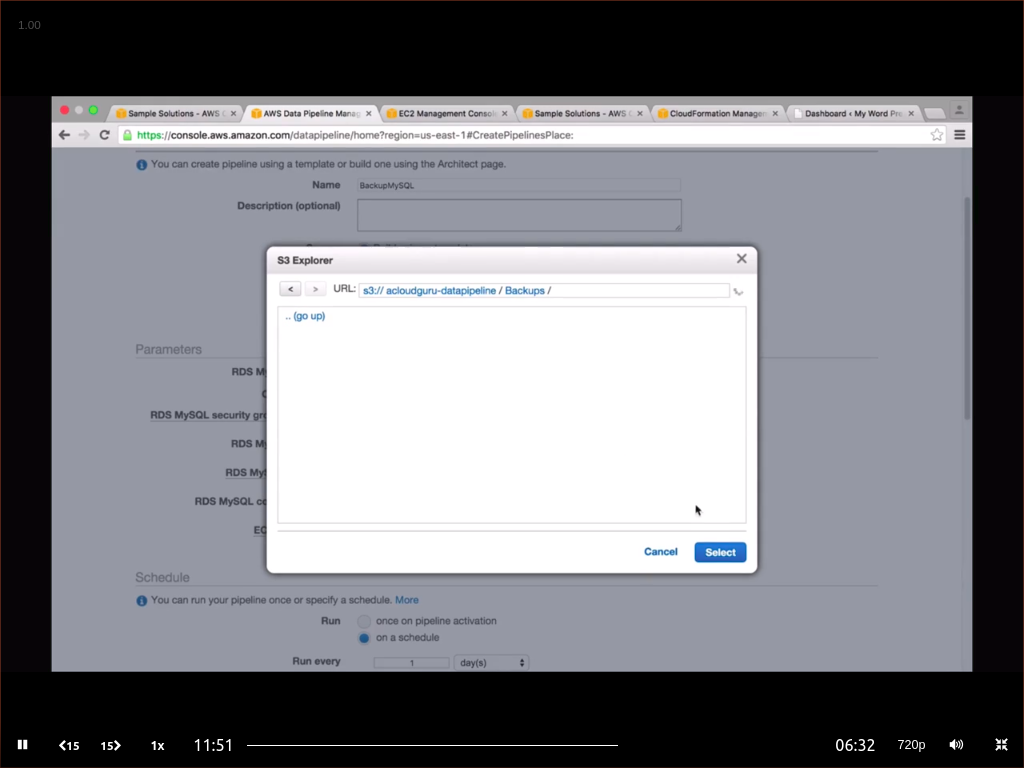 1.00
Sample Solutions - AWS
AWS Data Pipeline Manag
EC2 Management Console
Sample Solutions - AWS
CloudFormation Managem
Dashboard ‹ My Word Pre
https://console.aws.amazon.com/datapipeline/home?region=us-east-1#CreatePipelinesPlace:
You can create pipeline using a template or build one using the Architect page.
Name BackupMySQL
Description (optional)
S3 Explorer
< > URL: s3:// acloudguru-datapipeline / Backups /
.. (go up)
Parameters
RDS M
RDS MySQL security gro
RDS My
RDS MyS
RDS MySQL co
EC
Cancel Select
Schedule
You can run your pipeline once or specify a schedule. More
Run once on pipeline activation
on a schedule
Run every 1 day(s)
15 15 1x 11:51 06:32 720p